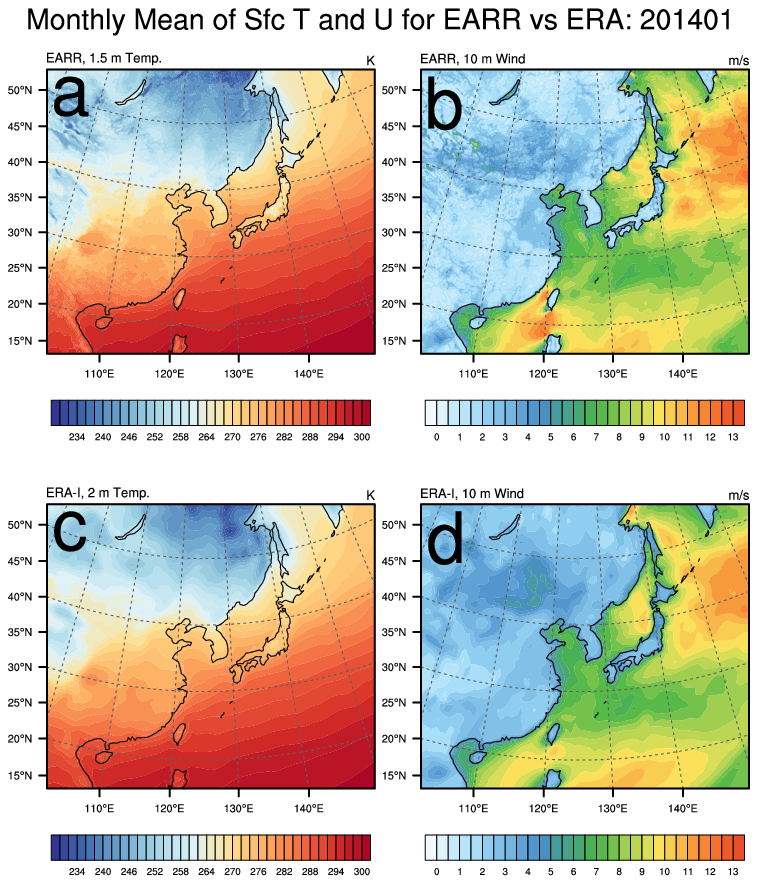 Monthly Mean of Sfc T and U for EARR vs ERA: 201401
EARR, 1.5 m Temp. K
a
50°N
45°N
40°N
35°N
30°N
25°N
20°N
15°N
110°E 120°E 130°E 140°E
234 240 246 252 258 264 270 276 282 288 294 300
EARR, 10 m Wind m/s
b
50°N
45°N
40°N
35°N
30°N
25°N
20°N
15°N
110°E 120°E 130°E 140°E
0 1 2 3 4 5 6 7 8 9 10 11 12 13
ERA-I, 2 m Temp. K
c
50°N
45°N
40°N
35°N
30°N
25°N
20°N
15°N
110°E 120°E 130°E 140°E
234 240 246 252 258 264 270 276 282 288 294 300
ERA-I, 10 m Wind m/s
d
50°N
45°N
40°N
35°N
30°N
25°N
20°N
15°N
110°E 120°E 130°E 140°E
0 1 2 3 4 5 6 7 8 9 10 11 12 13